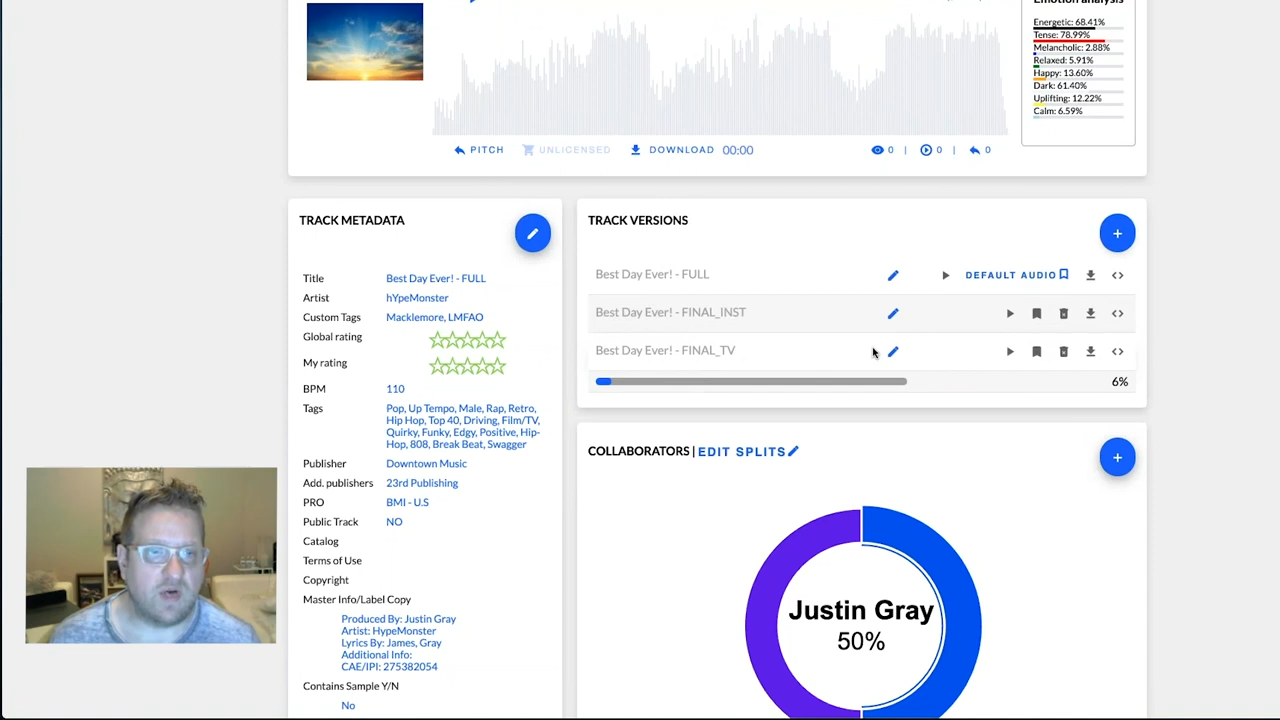 Emotion analysis
Energetic: 68.41%
Tense: 78.99%
Melancholic: 2.88%
Relaxed: 5.91%
Happy: 13.60%
Dark: 61.40%
Uplifting: 12.22%
Calm: 6.59%
PITCH UNLICENSED DOWNLOAD 00:00 0 | 0 | 0
TRACK METADATA
Title Best Day Ever! - FULL
Artist hYpeMonster
Custom Tags Macklemore, LMFAO
Global rating
My rating
BPM 110
Tags Pop, Up Tempo, Male, Rap, Retro,
Hip Hop, Top 40, Driving, Film/TV,
Quirky, Funky, Edgy, Positive, Hip-
Hop, 808, Break Beat, Swagger
Publisher Downtown Music
Add. publishers 23rd Publishing
PRO BMI - U.S
Public Track NO
Catalog
Terms of Use
Copyright
Master Info/Label Copy
Produced By: Justin Gray
Artist: HypeMonster
Lyrics By: James, Gray
Additional Info:
CAE/IPI: 275382054
Contains Sample Y/N
No
TRACK VERSIONS
Best Day Ever! - FULL DEFAULT AUDIO
Best Day Ever! - FINAL_INST
Best Day Ever! - FINAL_TV
6%
COLLABORATORS | EDIT SPLITS
Justin Gray
50%